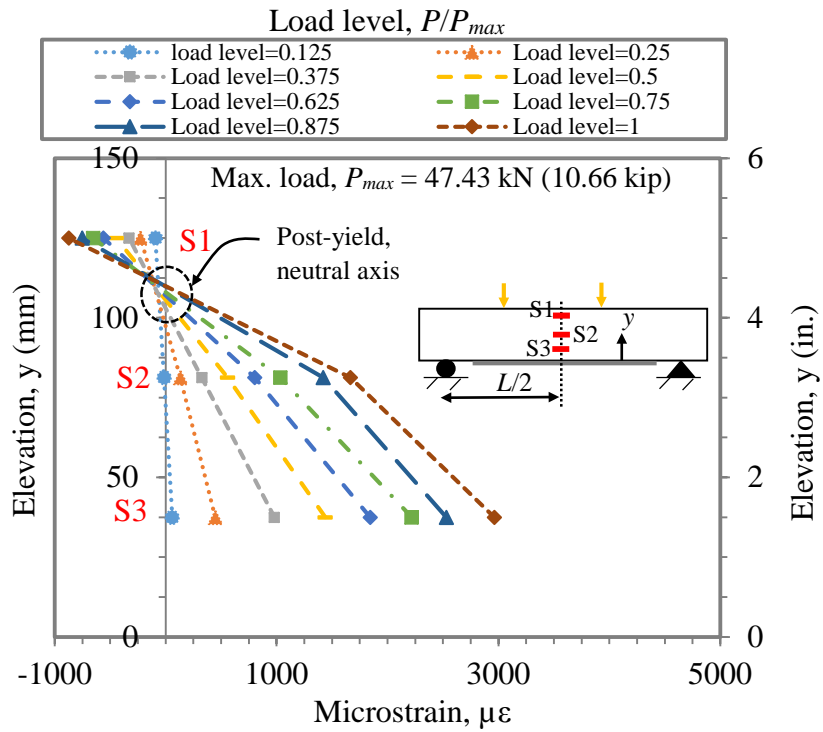 Load level, P/Pmax
load level=0.125
Load level=0.25
Load level=0.375
Load level=0.5
Load level=0.625
Load level=0.75
Load level=0.875
Load level=1
Max. load, Pmax = 47.43 kN (10.66 kip)
150
100
50
0
Elevation, y (mm)
6
4
2
0
Elevation, y (in.)
S1
S2
S3
Post-yield,
neutral axis
S1
S2
S3
y
L/2
-1000
1000
3000
5000
Microstrain, µε